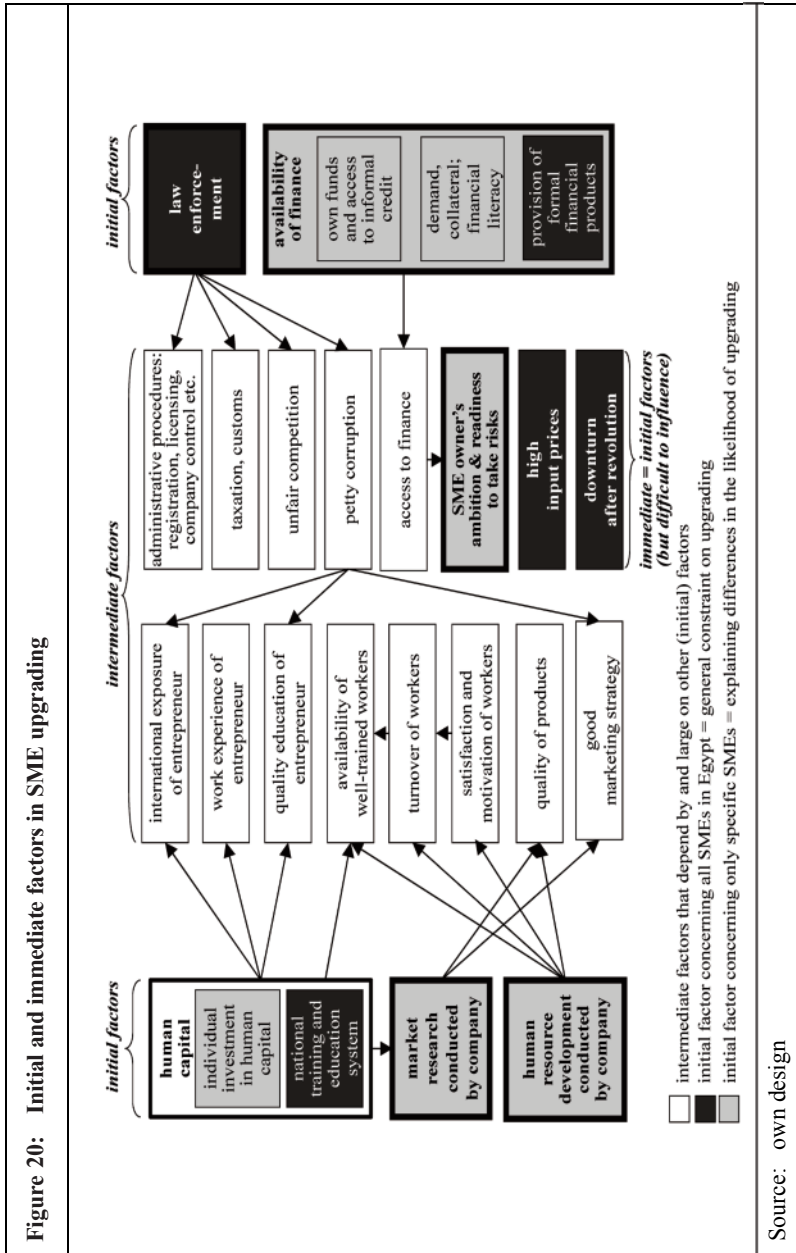 Figure 20: Initial and immediate factors in SME upgrading
initial factors
human
capital
individual
investment
in human
capital
national
training and
education
system
market
research
conducted
by company
human
resource
development
conducted
by company
intermediate factors
international exposure
of entrepreneur
work experience of
entrepreneur
quality education of
entrepreneur
availability of
well-trained workers
turnover of workers
satisfaction and
motivation of workers
quality of products
good
marketing strategy
administrative procedures:
registration, licensing,
company control etc.
taxation, customs
unfair competition
petty corruption
access to finance
SME owner's
ambition & readiness
to take risks
high
input prices
downturn
after revolution
immediate = initial factors
(but difficult to influence)
initial factors
law
enforce-
ment
availability
of finance
own funds
and access
to informal
credit
demand,
collateral;
financial
literacy
provision of
formal
financial
products
intermediate factors that depend by and large on other (initial) factors
initial factor concerning all SMEs in Egypt = general constraint on upgrading
initial factor concerning only specific SMEs = explaining differences in the likelihood of upgrading
Source: own design